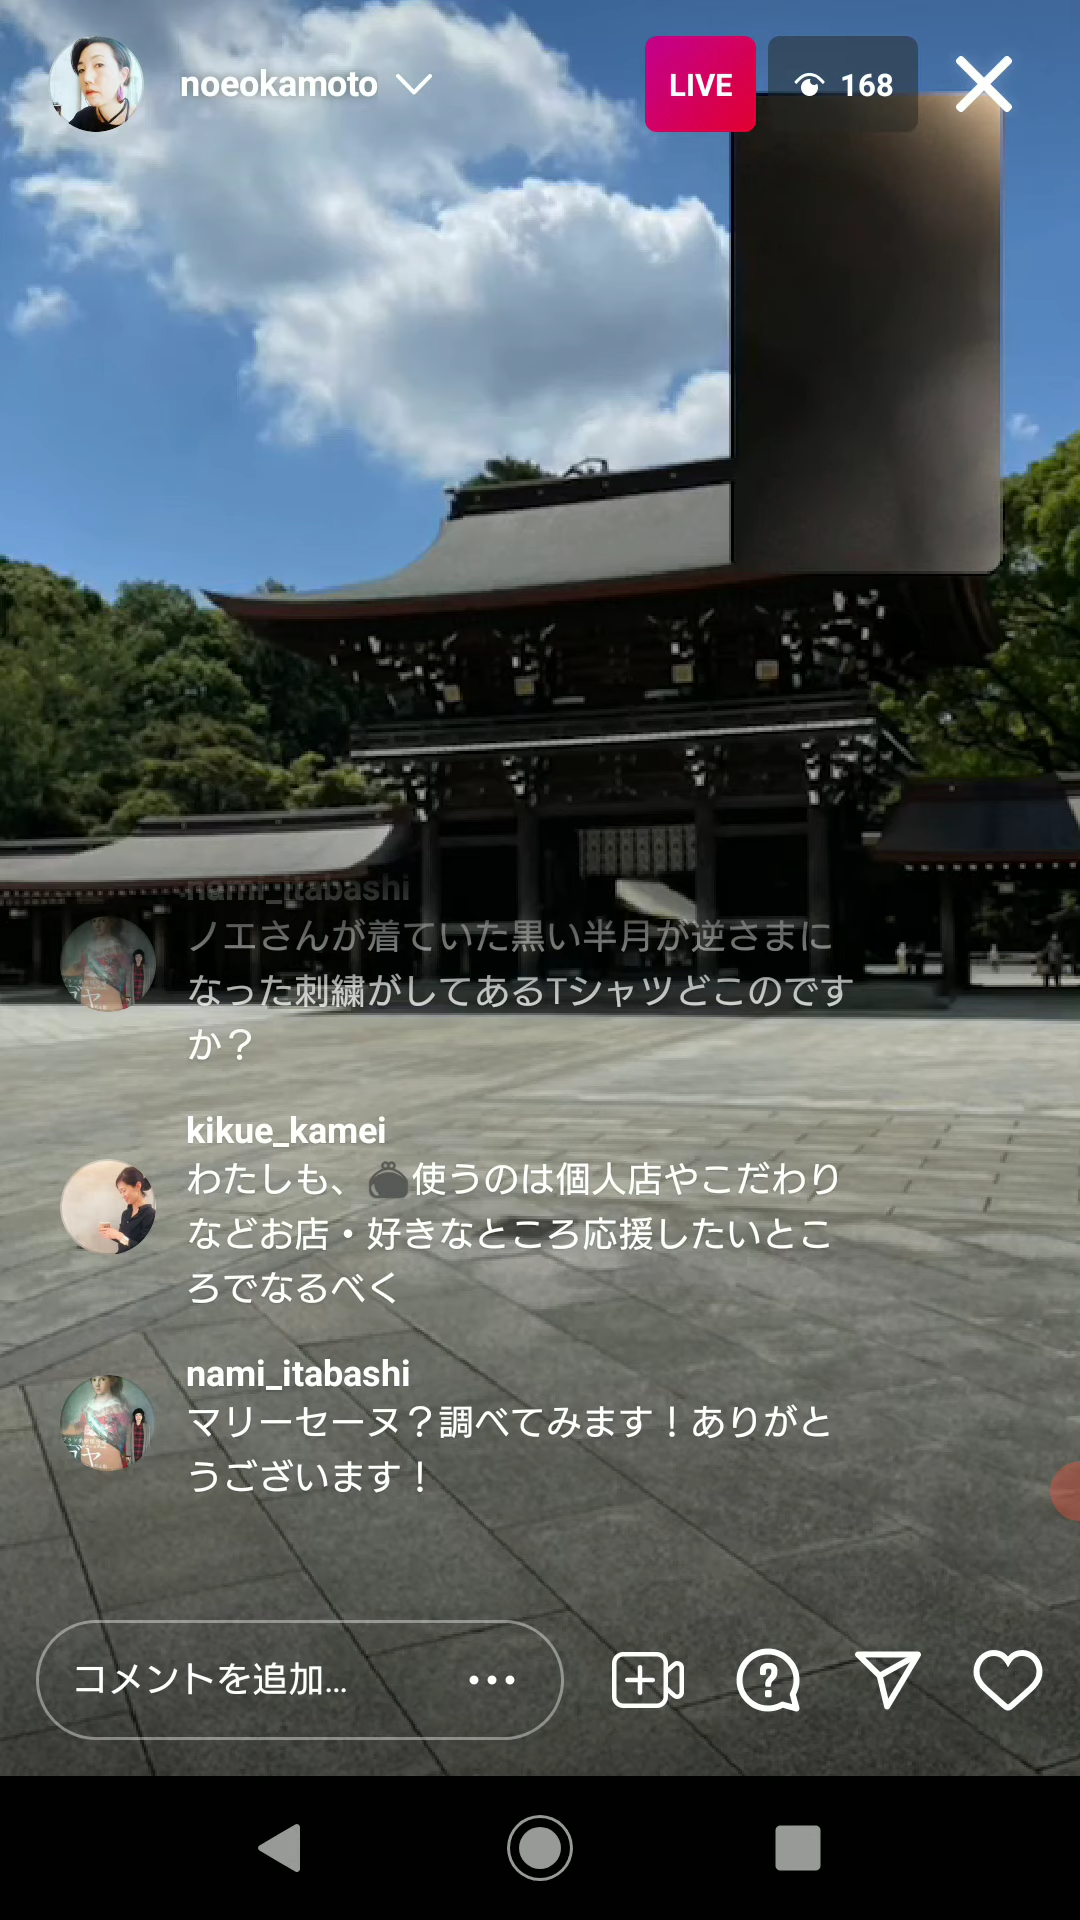 noeokamoto
LIVE
168
nami_itabashi
ノエさんが着ていた黒い半月が逆さまに
なった刺繍がしてあるTシャツどこのです
か？
kikue_kamei
わたしも、👛使うのは個人店やこだわり
などお店・好きなところ応援したいとこ
ろでなるべく
nami_itabashi
マリーセーヌ？調べてみます！ありがと
うございます！
コメントを追加...